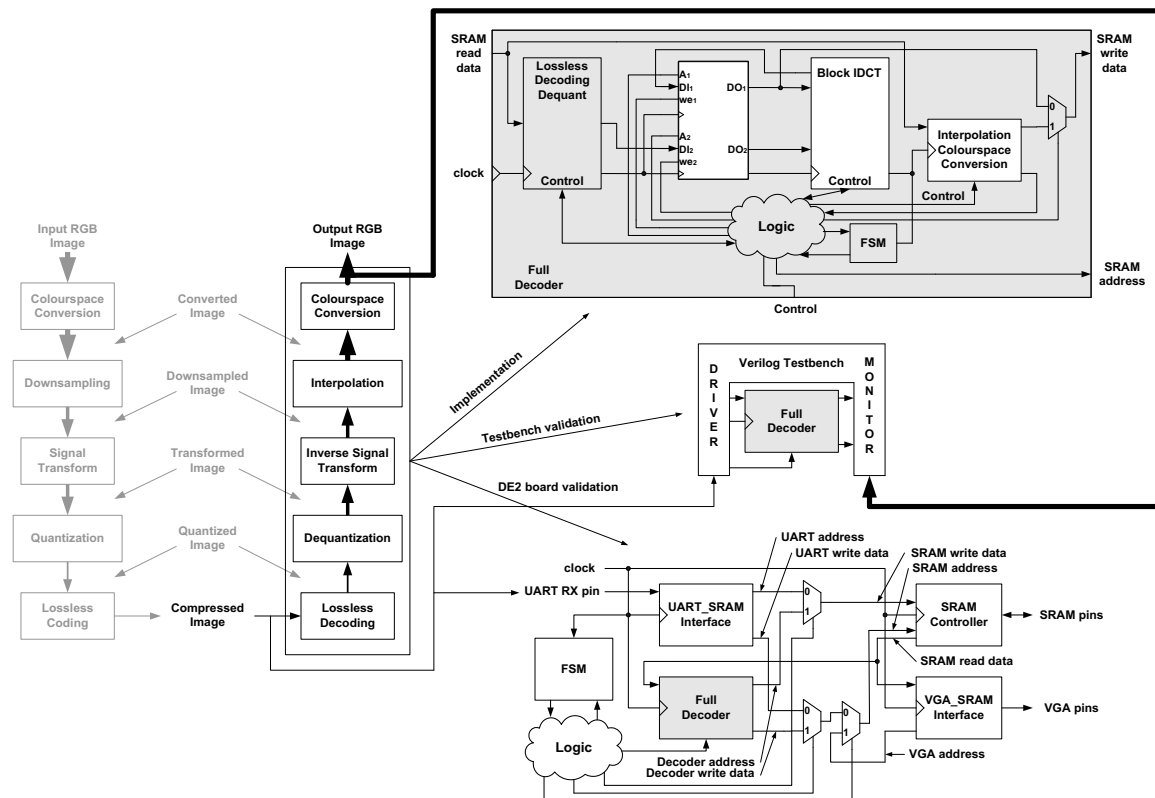 SRAM
read
data
clock
Lossless
Decoding
Dequant
Control
A1
DI1
we1
A2
DI2
we2
DO1
DO2
Block IDCT
Control
Interpolation
Colourspace
Conversion
Control
0
1
SRAM
write
data
Logic
FSM
Full
Decoder
Control
SRAM
address
Input RGB
Image
Colourspace
Conversion
Downsampling
Signal
Transform
Quantization
Lossless
Coding
Converted
Image
Downsampled
Image
Transformed
Image
Quantized
Image
Compressed
Image
Output RGB
Image
Colourspace
Conversion
Interpolation
Inverse Signal
Transform
Dequantization
Lossless
Decoding
Implementation
Testbench validation
DE2 board validation
Verilog Testbench
D
R
I
V
E
R
Full
Decoder
M
O
N
I
T
O
R
clock
UART RX pin
UART address
UART write data
SRAM write data
SRAM address
UART_SRAM
Interface
0
1
SRAM
Controller
SRAM pins
SRAM read data
FSM
Full
Decoder
0
1
0
1
VGA_SRAM
Interface
VGA pins
Logic
Decoder address
Decoder write data
VGA address